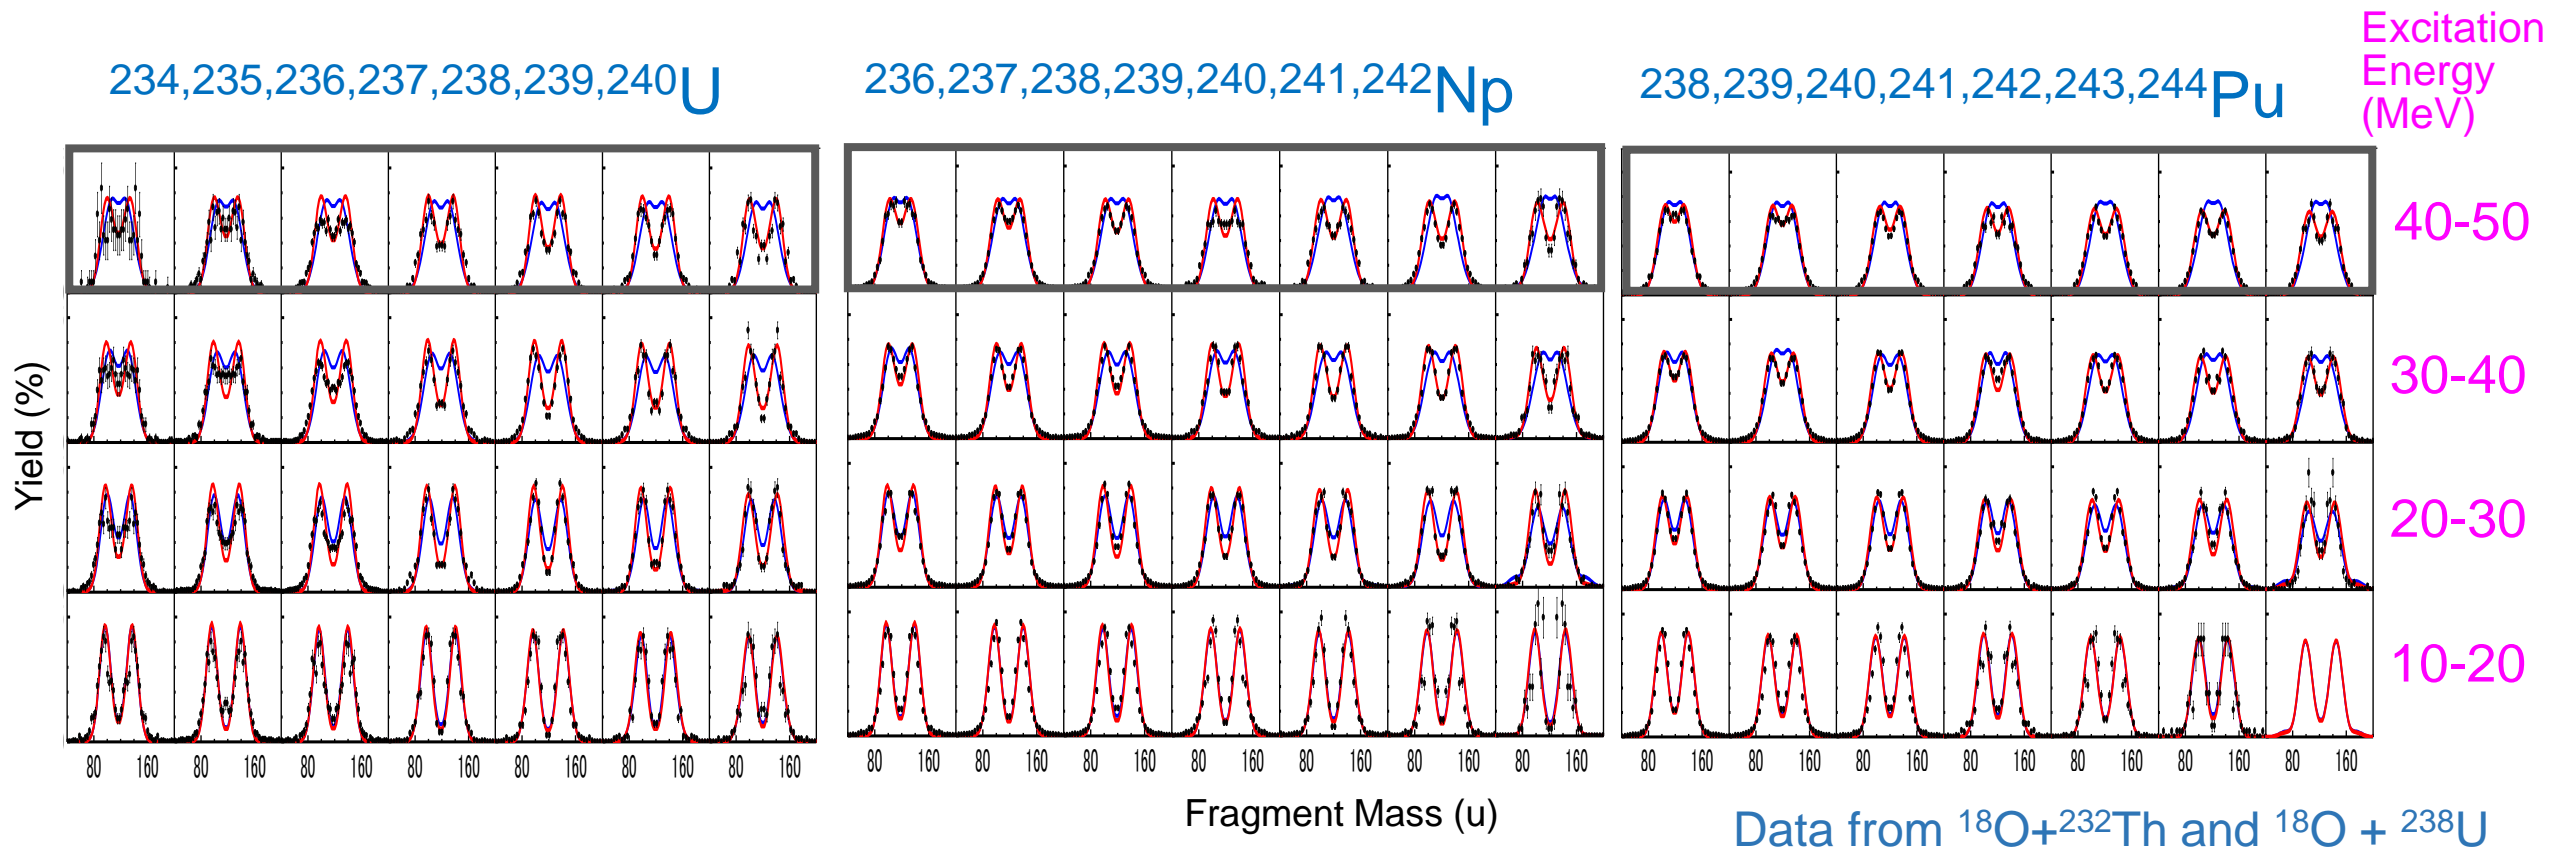 Excitation
Energy
(MeV)
234,235,236,237,238,239,240U
236,237,238,239,240,241,242Np
238,239,240,241,242,243,244Pu
40-50
30-40
20-30
10-20
Yield (%)
80 160 80 160 80 160 80 160 80 160 80 160 80 160
80 160 80 160 80 160 80 160 80 160 80 160 80 160
80 160 80 160 80 160 80 160 80 160 80 160 80 160
Fragment Mass (u)
Data from 18O+232Th and 18O + 238U